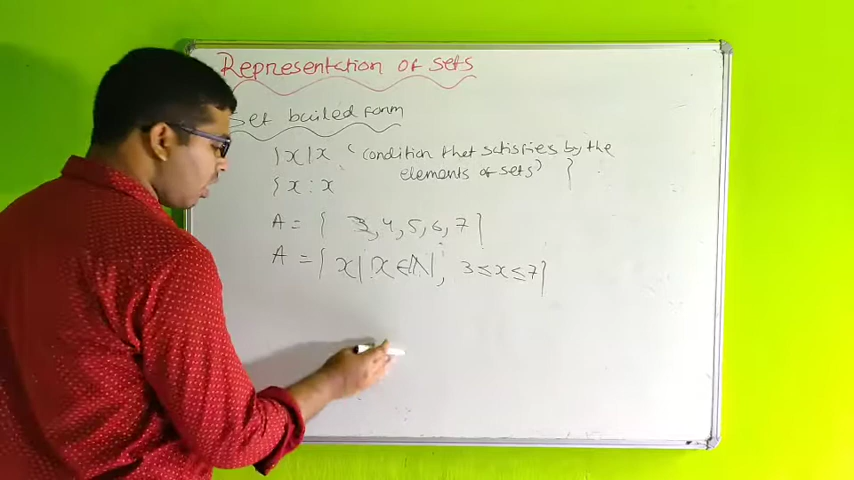 Representation of sets
Set builed form
{x|x (condition that satisfies by the
elements of sets) }
{x : x
A = { 3, 4, 5, 6, 7}
A = { x | x ∈ N, 3 ≤ x ≤ 7}